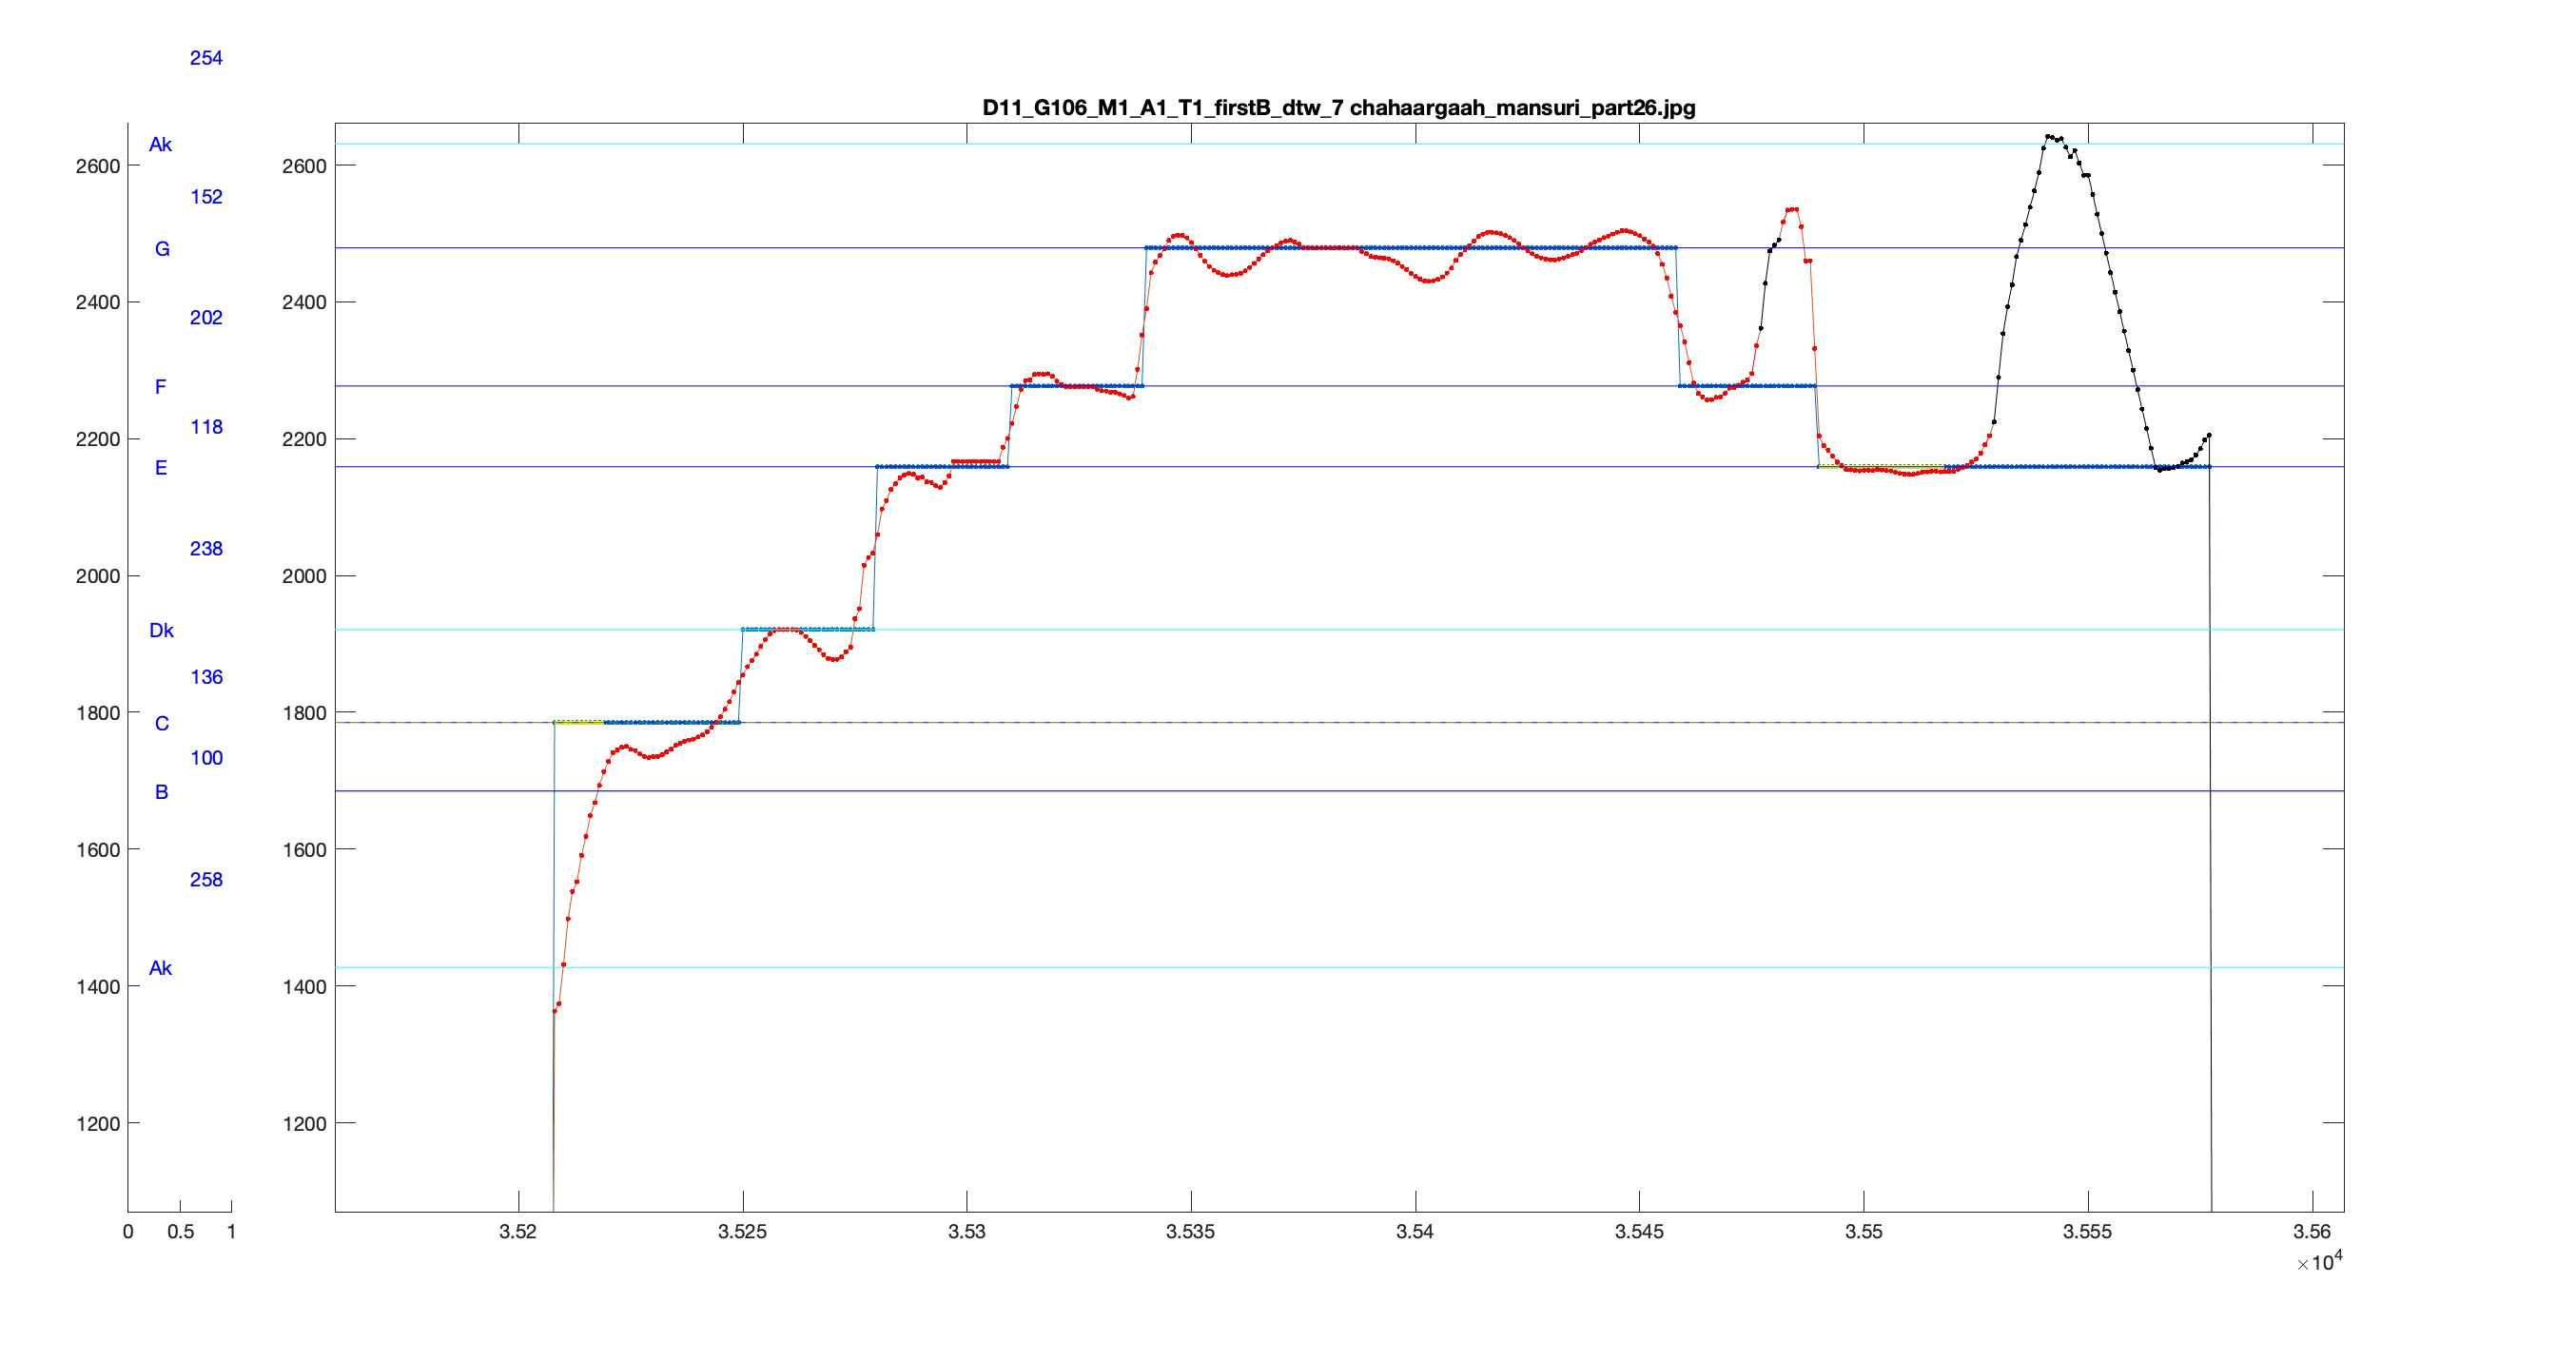 254
D11_G106_M1_A1_T1_firstB_dtw_7 chahaargaah_mansuri_part26.jpg
Ak
2600 2600
152
G
2400 2400
202
F
118
2200 2200
E
238
2000 2000
Dk
136
1800 C 1800
100
B
1600 1600
258
Ak
1400 1400
1200 1200
0 0.5 1 3.52 3.525 3.53 3.535 3.54 3.545 3.55 3.555 3.56
×10^4